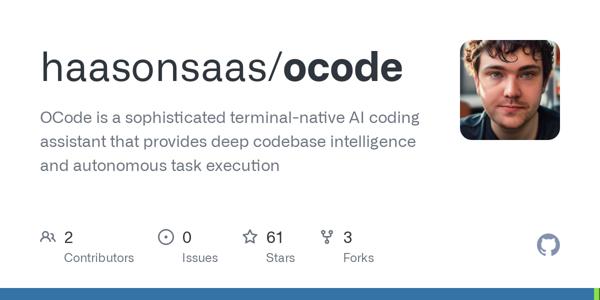 haasonsaas/ocode
OCode is a sophisticated terminal-native AI coding
assistant that provides deep codebase intelligence
and autonomous task execution
2 0 61 3
Contributors Issues Stars Forks